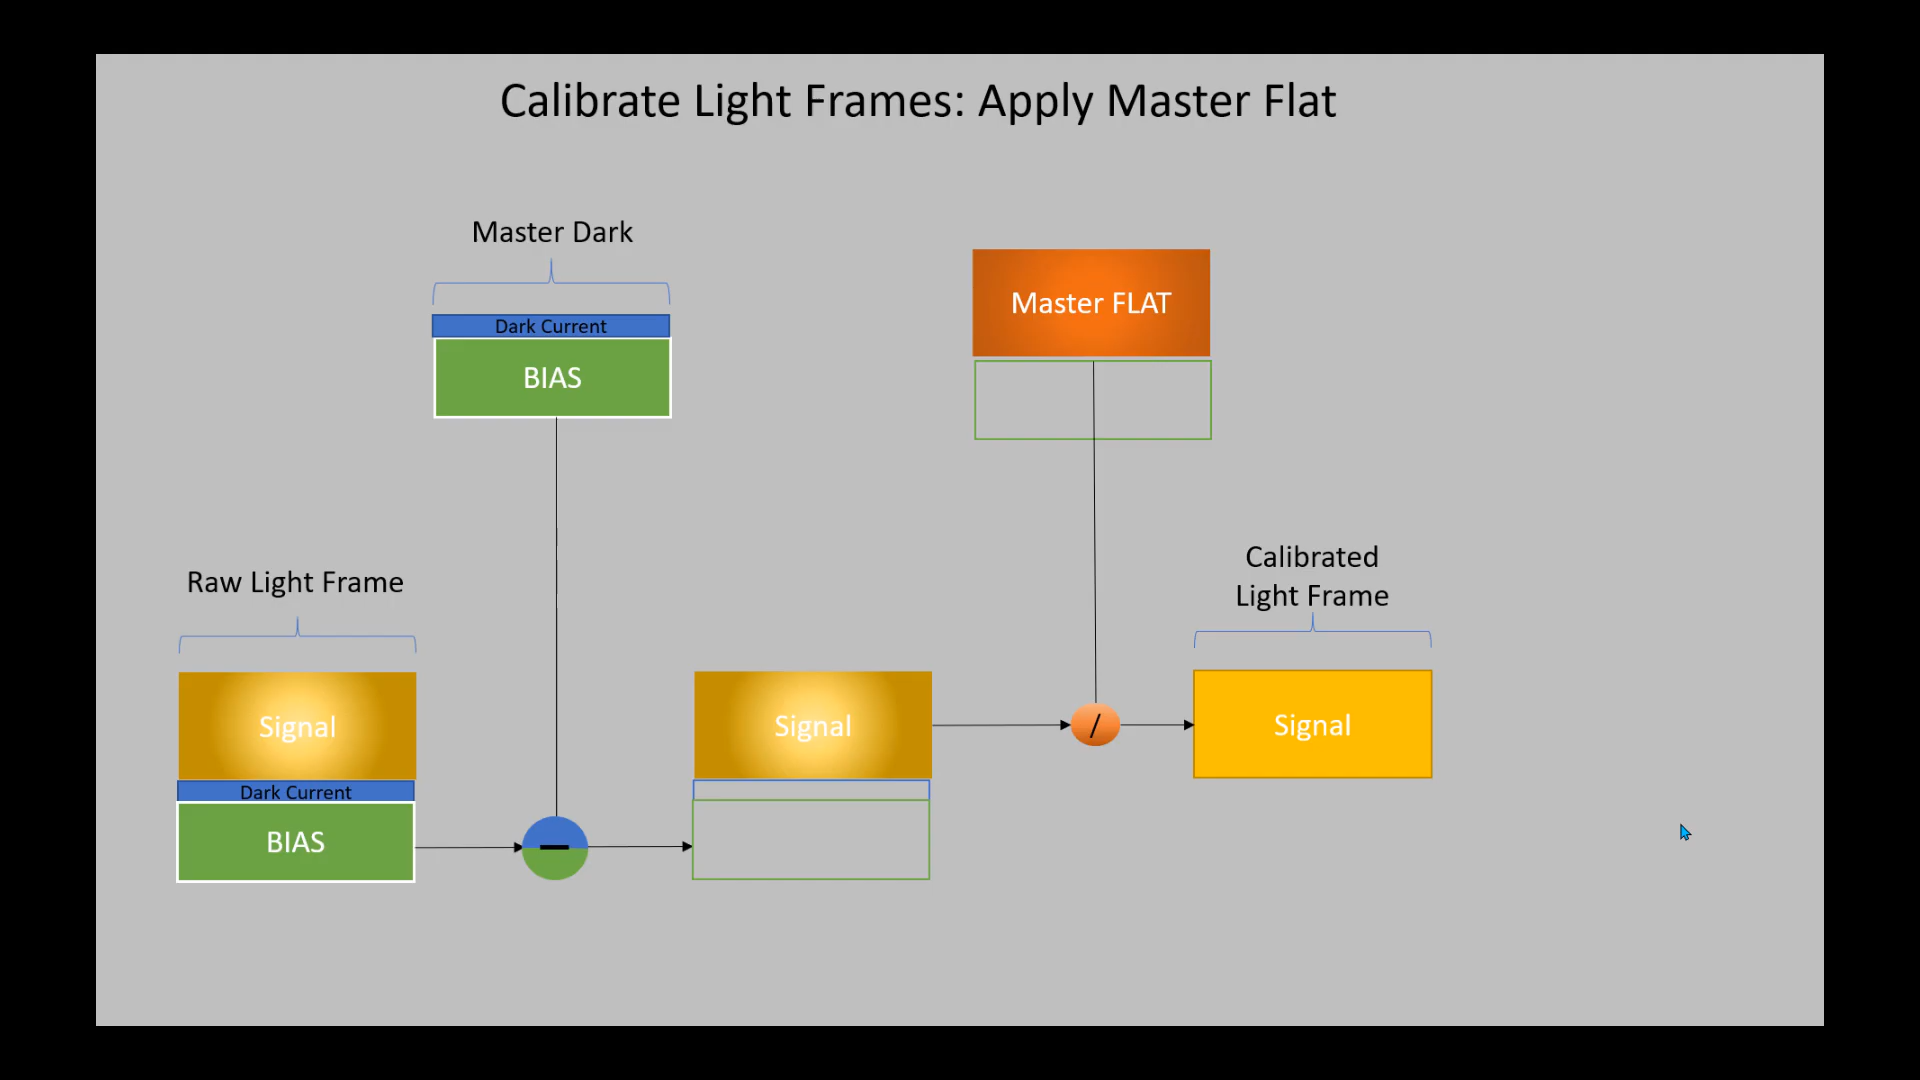 Calibrate Light Frames: Apply Master Flat
Master Dark
Dark Current
BIAS
Master FLAT
Raw Light Frame
Signal
Dark Current
BIAS
—
Signal
/
Calibrated
Light Frame
Signal